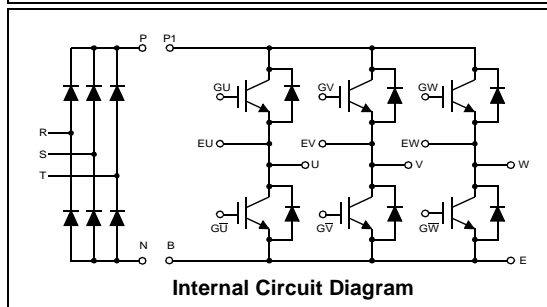 P P1
GU GV GW
R
EU EV EW
S
U V W
T
GU̅ GV̅ GW̅
N B
E
Internal Circuit Diagram